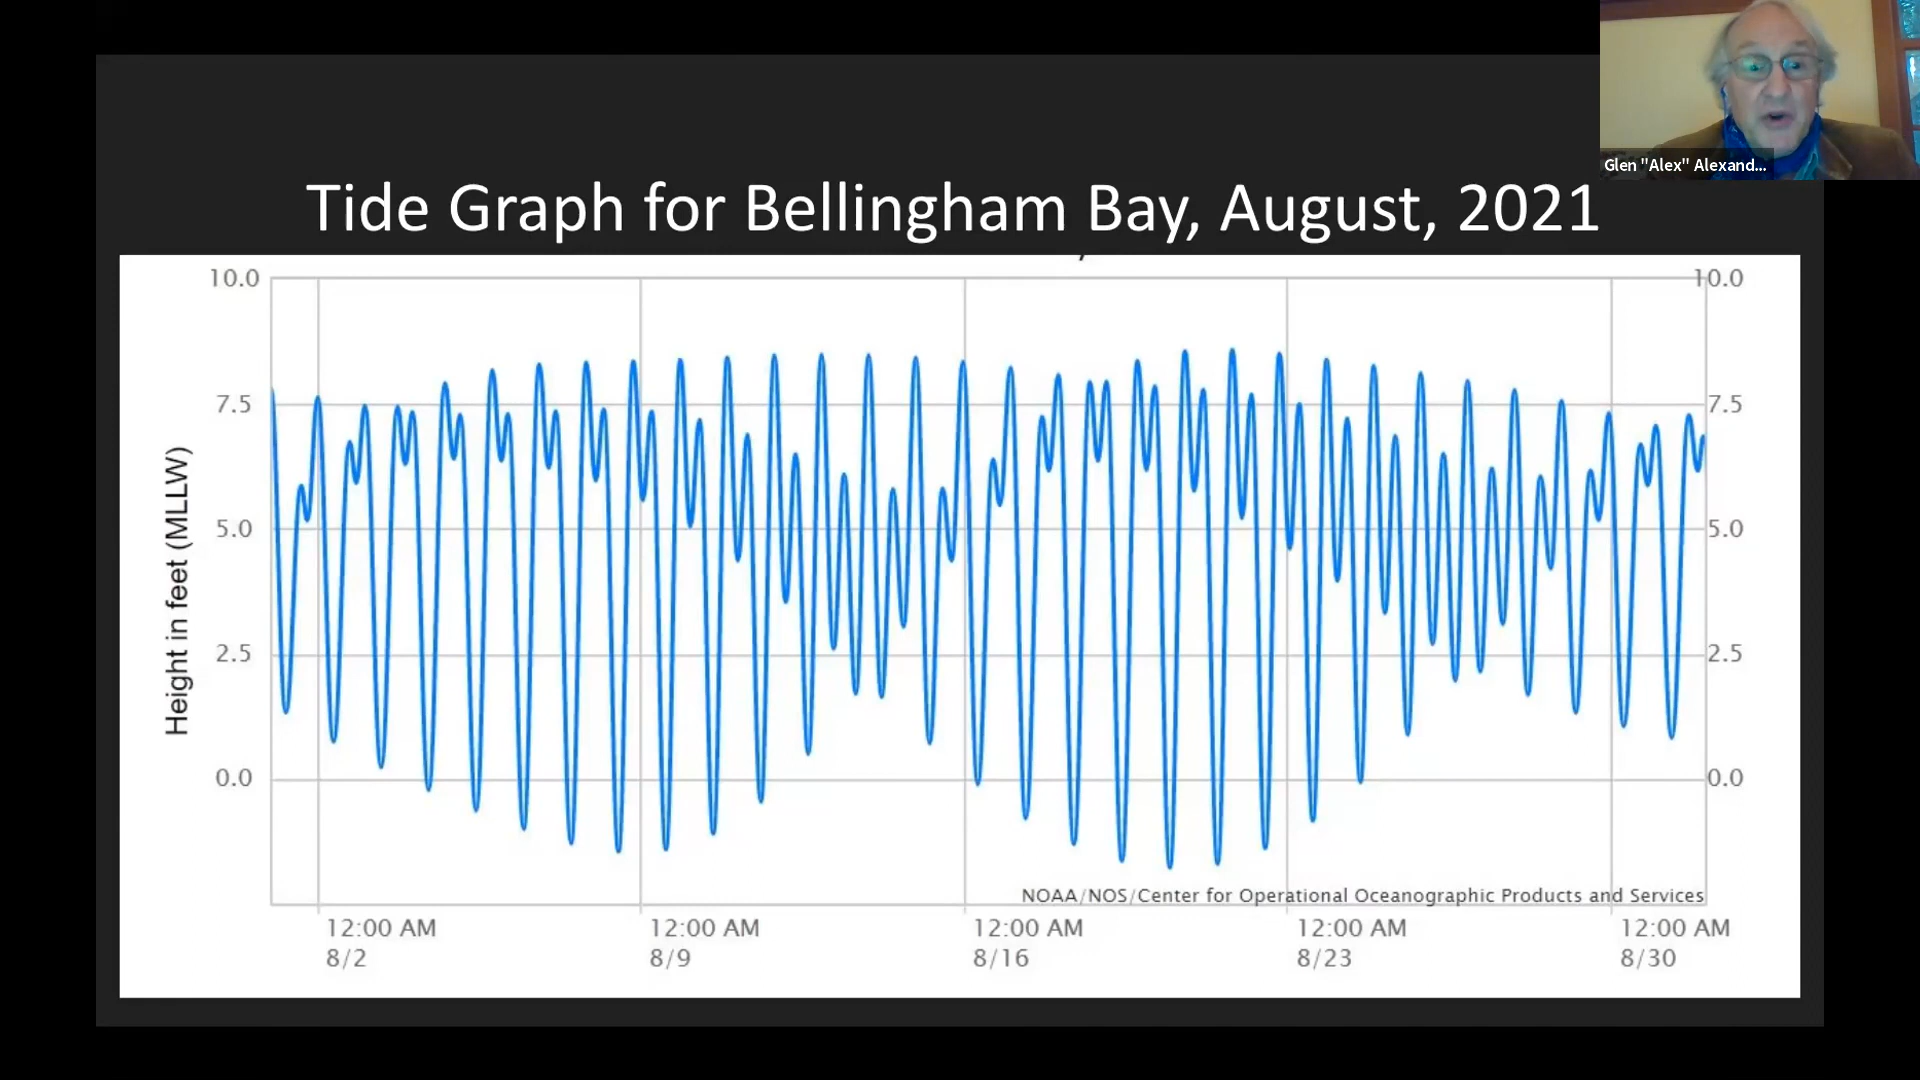 Glen "Alex" Alexand...
Tide Graph for Bellingham Bay, August, 2021
10.0 10.0
7.5 7.5
5.0 5.0
2.5 2.5
0.0 0.0
Height in feet (MLLW)
NOAA/NOS/Center for Operational Oceanographic Products and Services
12:00 AM 12:00 AM 12:00 AM 12:00 AM 12:00 AM
8/2 8/9 8/16 8/23 8/30